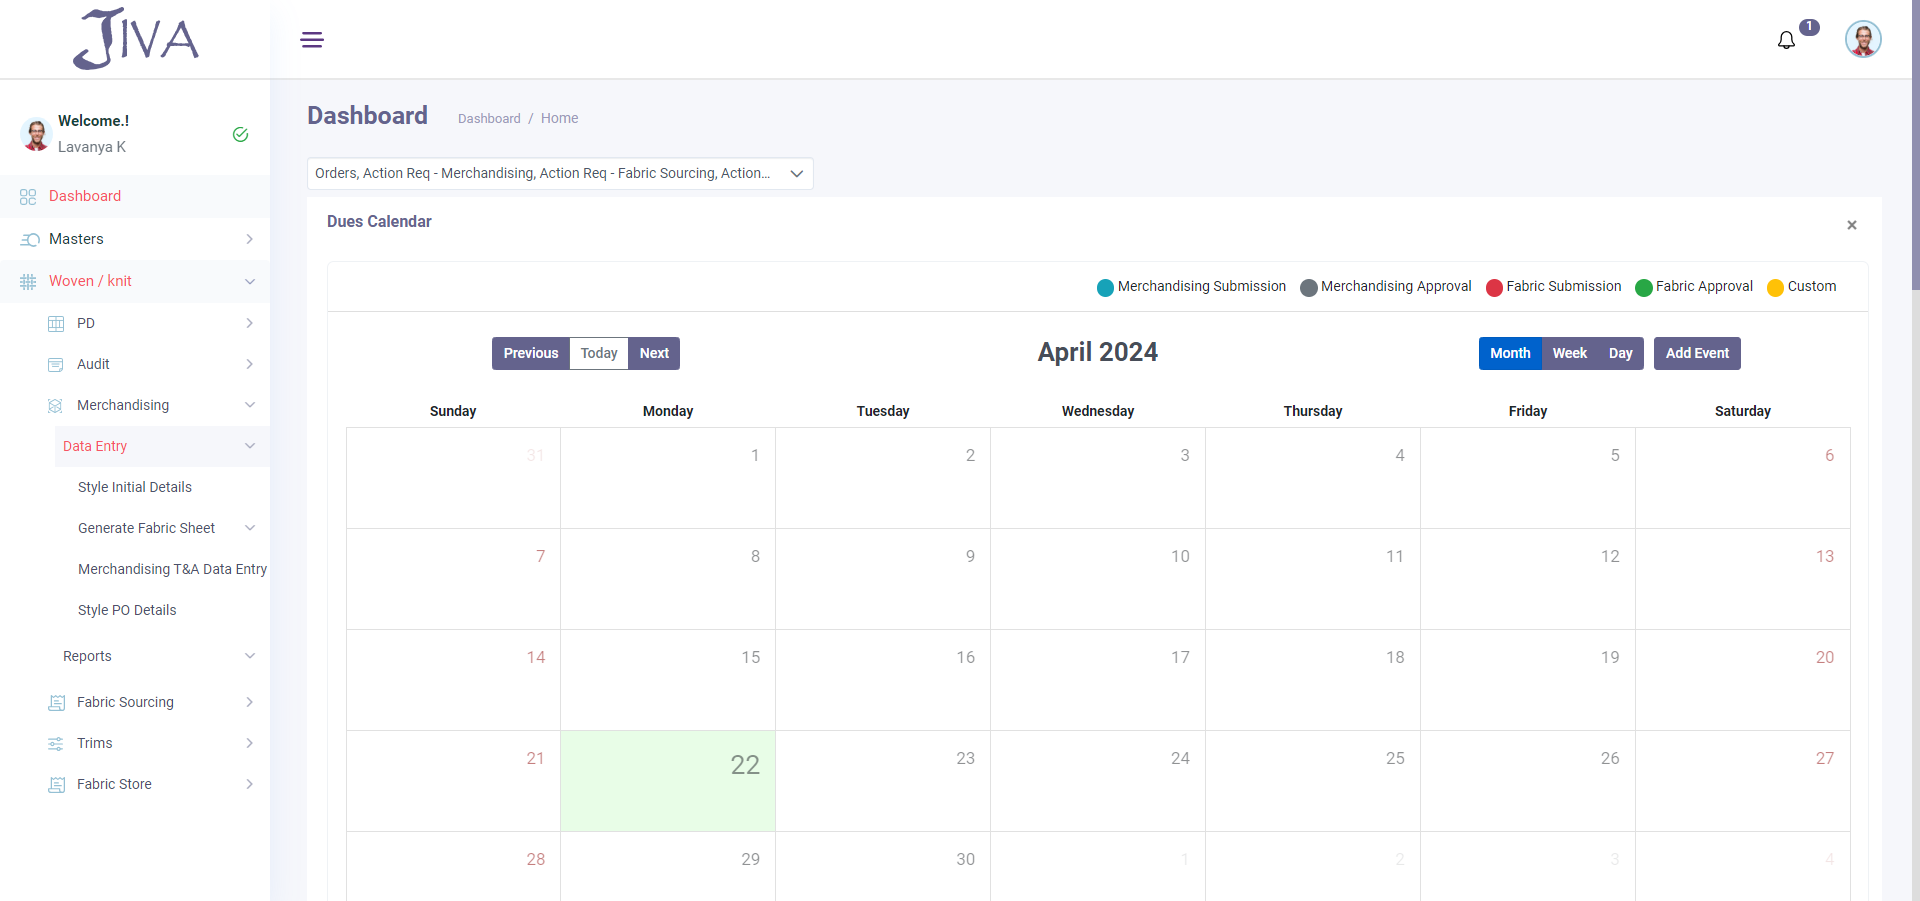 JIVA
1
Welcome.!
Lavanya K
Dashboard
Masters
Woven / knit
PD
Audit
Merchandising
Data Entry
Style Initial Details
Generate Fabric Sheet
Merchandising T&A Data Entry
Style PO Details
Reports
Fabric Sourcing
Trims
Fabric Store
Dashboard
Dashboard / Home
Orders, Action Req - Merchandising, Action Req - Fabric Sourcing, Action...
Dues Calendar
×
Merchandising Submission Merchandising Approval Fabric Submission Fabric Approval Custom
Previous Today Next
April 2024
Month Week Day Add Event
Sunday Monday Tuesday Wednesday Thursday Friday Saturday
31 1 2 3 4 5 6
7 8 9 10 11 12 13
14 15 16 17 18 19 20
21 22 23 24 25 26 27
28 29 30 1 2 3 4